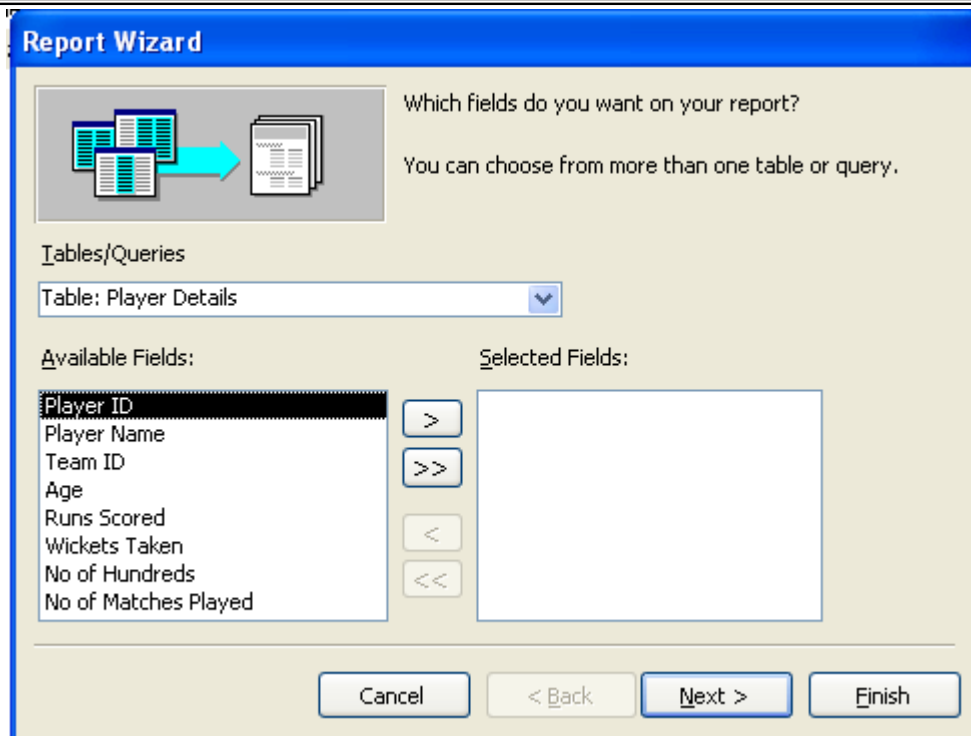 Report Wizard
Which fields do you want on your report?
You can choose from more than one table or query.
Tables/Queries
Table: Player Details
Available Fields:
Selected Fields:
Player ID
Player Name
Team ID
Age
Runs Scored
Wickets Taken
No of Hundreds
No of Matches Played
>
>>
<
<<
Cancel
< Back
Next >
Finish